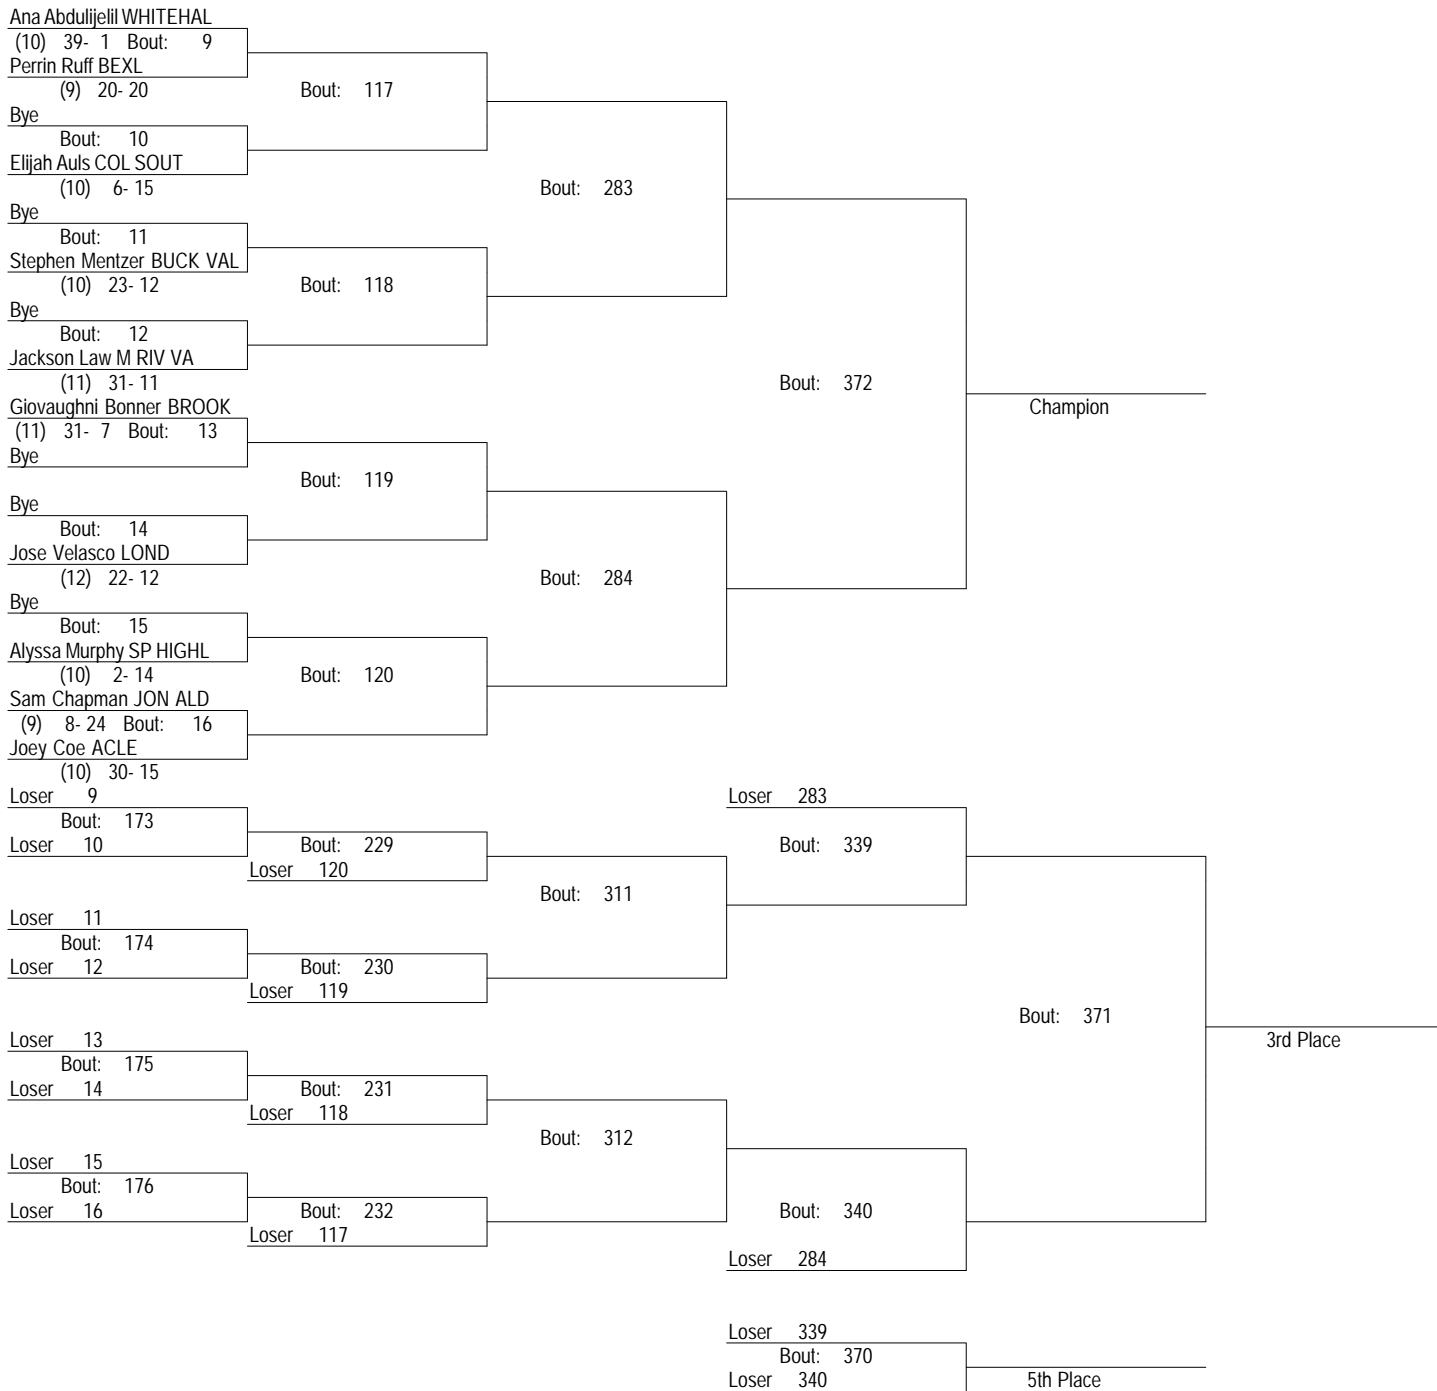 Ana Abdulijelil WHITEHAL
(10) 39- 1 Bout: 9
Perrin Ruff BEXL
(9) 20- 20
Bout: 117
Bye
Bout: 10
Elijah Auls COL SOUT
(10) 6- 15
Bout: 283
Bye
Bout: 11
Stephen Mentzer BUCK VAL
(10) 23- 12
Bout: 118
Bye
Bout: 12
Jackson Law M RIV VA
(11) 31- 11
Bout: 372
Champion
Giovaughni Bonner BROOK
(11) 31- 7 Bout: 13
Bye
Bout: 119
Bye
Bout: 14
Jose Velasco LOND
(12) 22- 12
Bout: 284
Bye
Bout: 15
Alyssa Murphy SP HIGHL
(10) 2- 14
Bout: 120
Sam Chapman JON ALD
(9) 8- 24 Bout: 16
Joey Coe ACLE
(10) 30- 15
Loser 9
Bout: 173
Loser 10
Bout: 229
Loser 120
Loser 283
Bout: 339
Bout: 311
Loser 11
Bout: 174
Loser 12
Bout: 230
Loser 119
Bout: 371
3rd Place
Loser 13
Bout: 175
Loser 14
Bout: 231
Loser 118
Bout: 312
Loser 15
Bout: 176
Loser 16
Bout: 232
Loser 117
Bout: 340
Loser 284
Loser 339
Bout: 370
Loser 340
5th Place